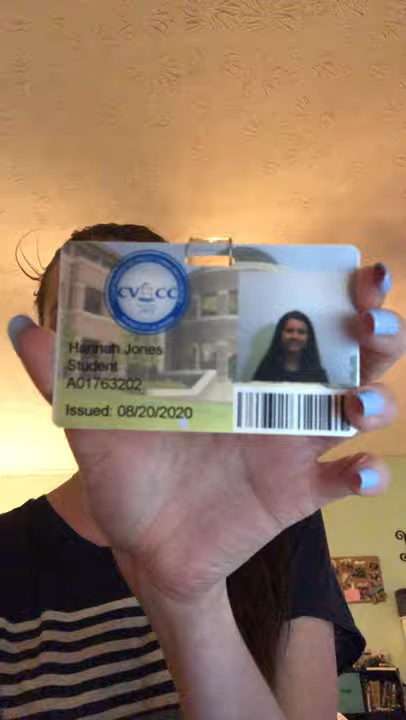 CVCC
Hannah Jones
Student
A01763202
Issued: 08/20/2020